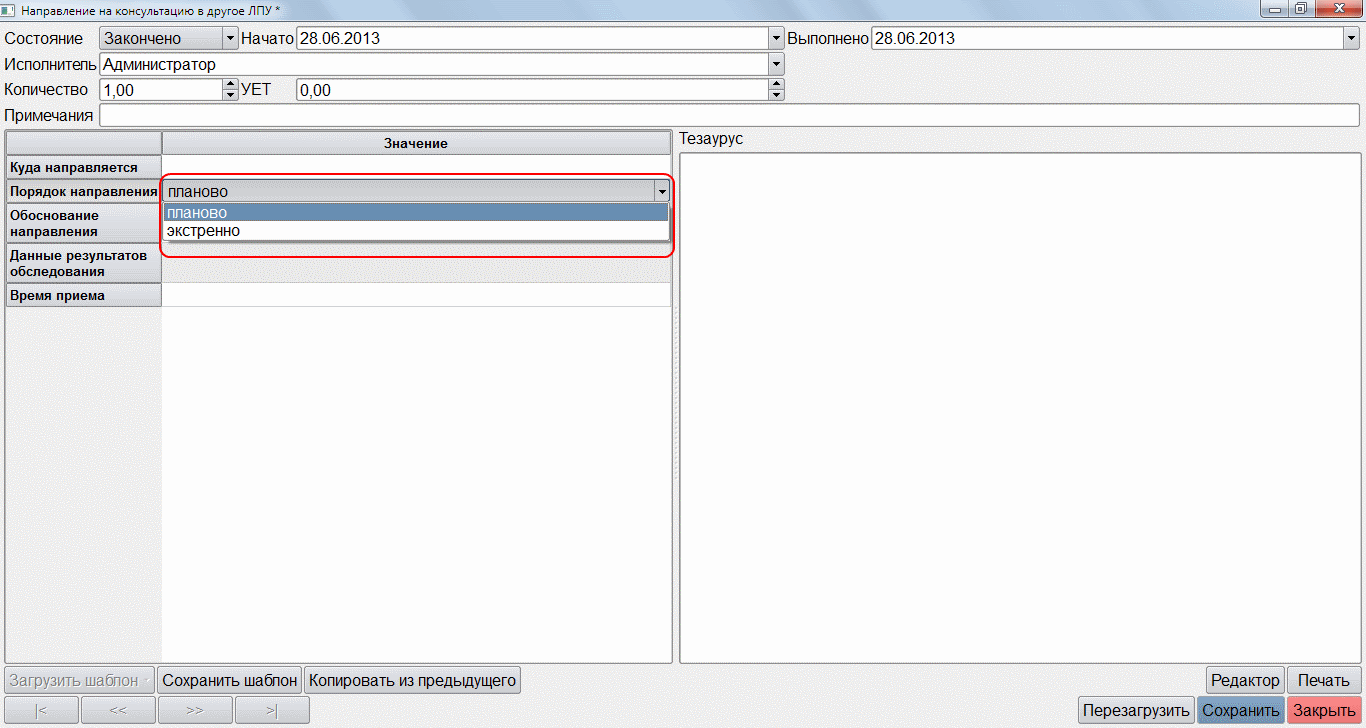 Направление на консультацию в другое ЛПУ *
Состояние Закончено Начато 28.06.2013 Выполнено 28.06.2013
Исполнитель Администратор
Количество 1,00 УЕТ 0,00
Примечания
Значение
Тезаурус
Куда направляется
Порядок направления планово
планово
экстренно
Обоснование
направления
Данные результатов
обследования
Время приема
Загрузить шаблон Сохранить шаблон Копировать из предыдущего Редактор Печать
|< << >> >| Перезагрузить Сохранить Закрыть